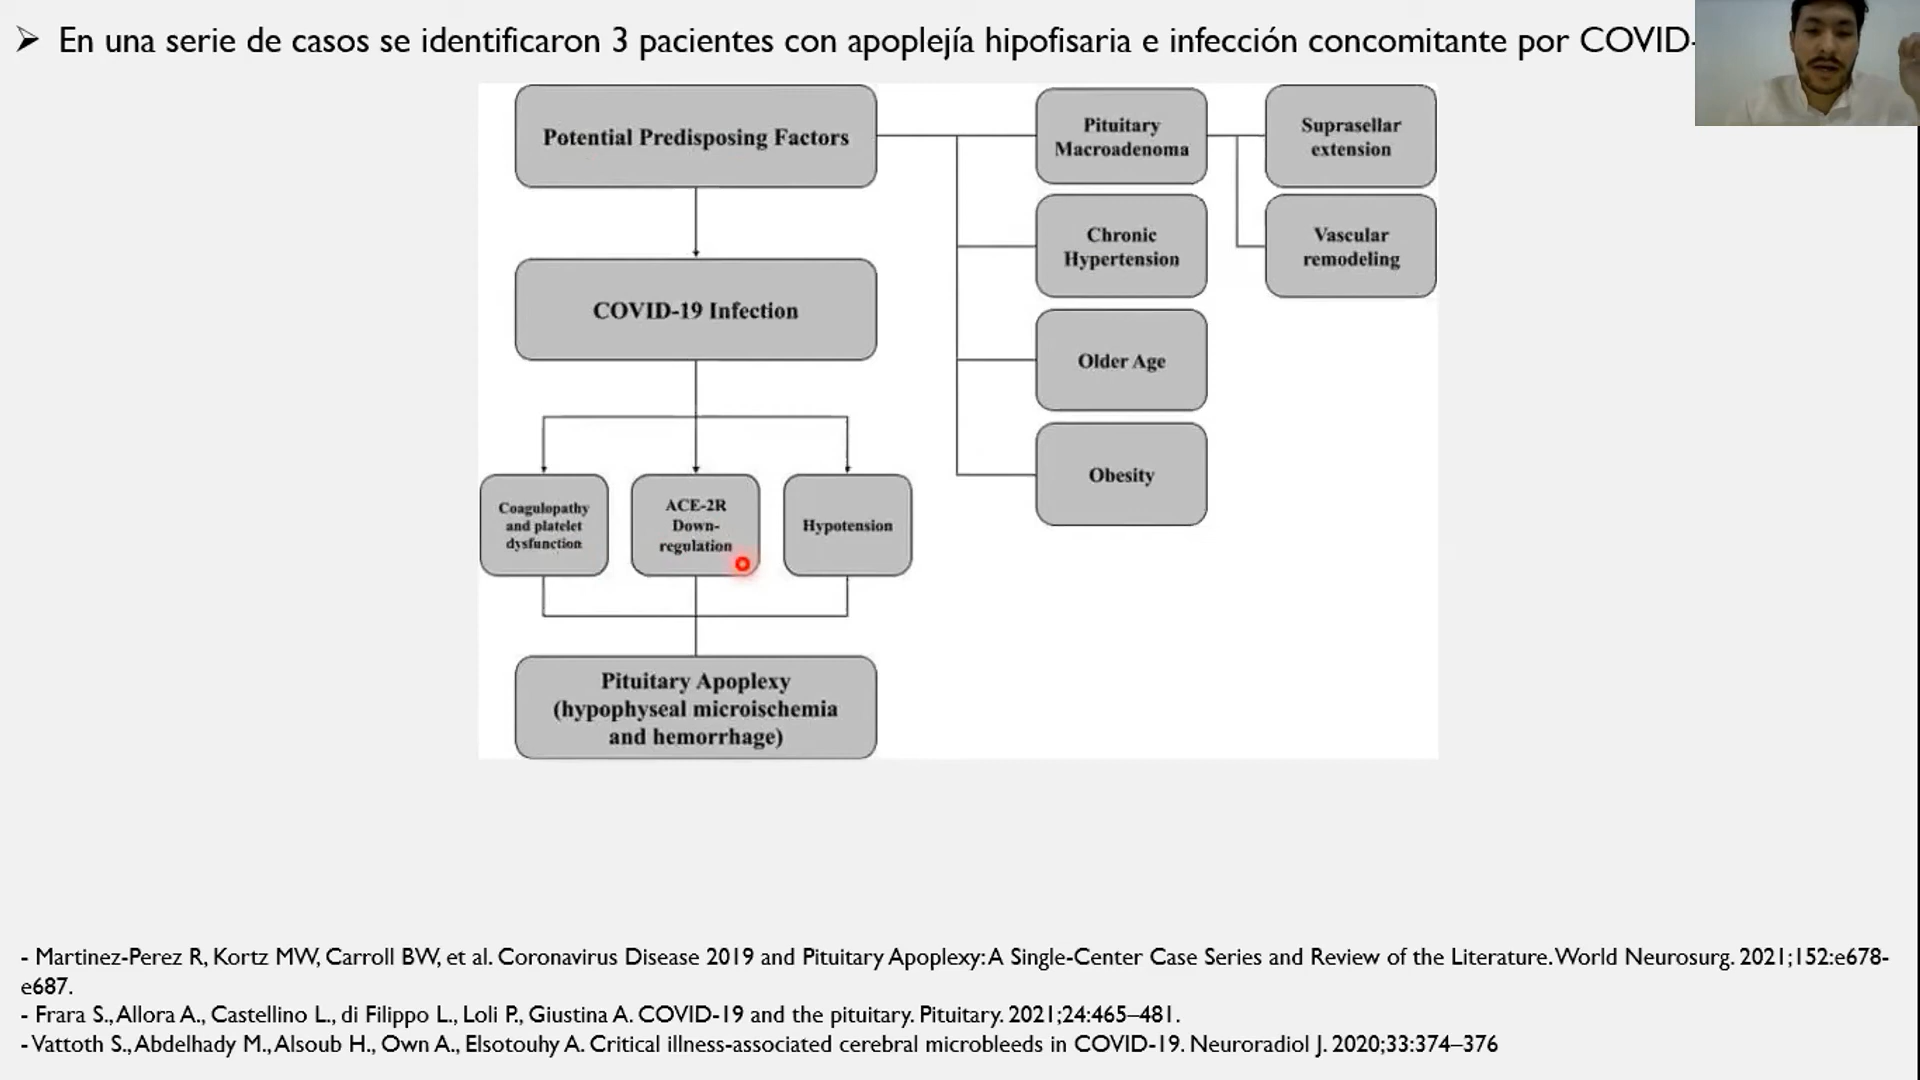 ➢ En una serie de casos se identificaron 3 pacientes con apoplejía hipofisaria e infección concomitante por COVID-
Potential Predisposing Factors
Pituitary
Macroadenoma
Suprasellar
extension
Chronic
Hypertension
Vascular
remodeling
COVID-19 Infection
Older Age
Obesity
Coagulopathy
and platelet
dysfunction
ACE-2R
Down-
regulation
Hypotension
Pituitary Apoplexy
(hypophyseal microischemia
and hemorrhage)
- Martinez-Perez R, Kortz MW, Carroll BW, et al. Coronavirus Disease 2019 and Pituitary Apoplexy: A Single-Center Case Series and Review of the Literature. World Neurosurg. 2021;152:e678-
e687.
- Frara S., Allora A., Castellino L., di Filippo L., Loli P., Giustina A. COVID-19 and the pituitary. Pituitary. 2021;24:465–481.
- Vattoth S., Abdelhady M., Alsoub H., Own A., Elsotouhy A. Critical illness-associated cerebral microbleeds in COVID-19. Neuroradiol J. 2020;33:374–376